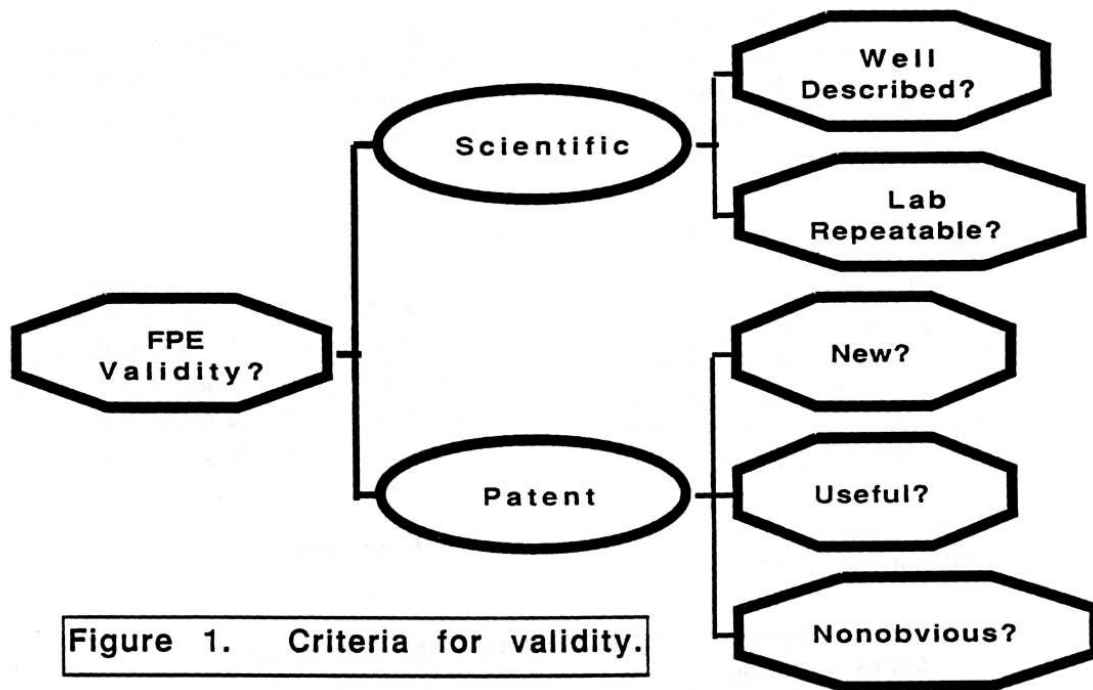 Well
Described?
Scientific
Lab
Repeatable?
FPE
Validity?
New?
Patent
Useful?
Nonobvious?
Figure 1. Criteria for validity.